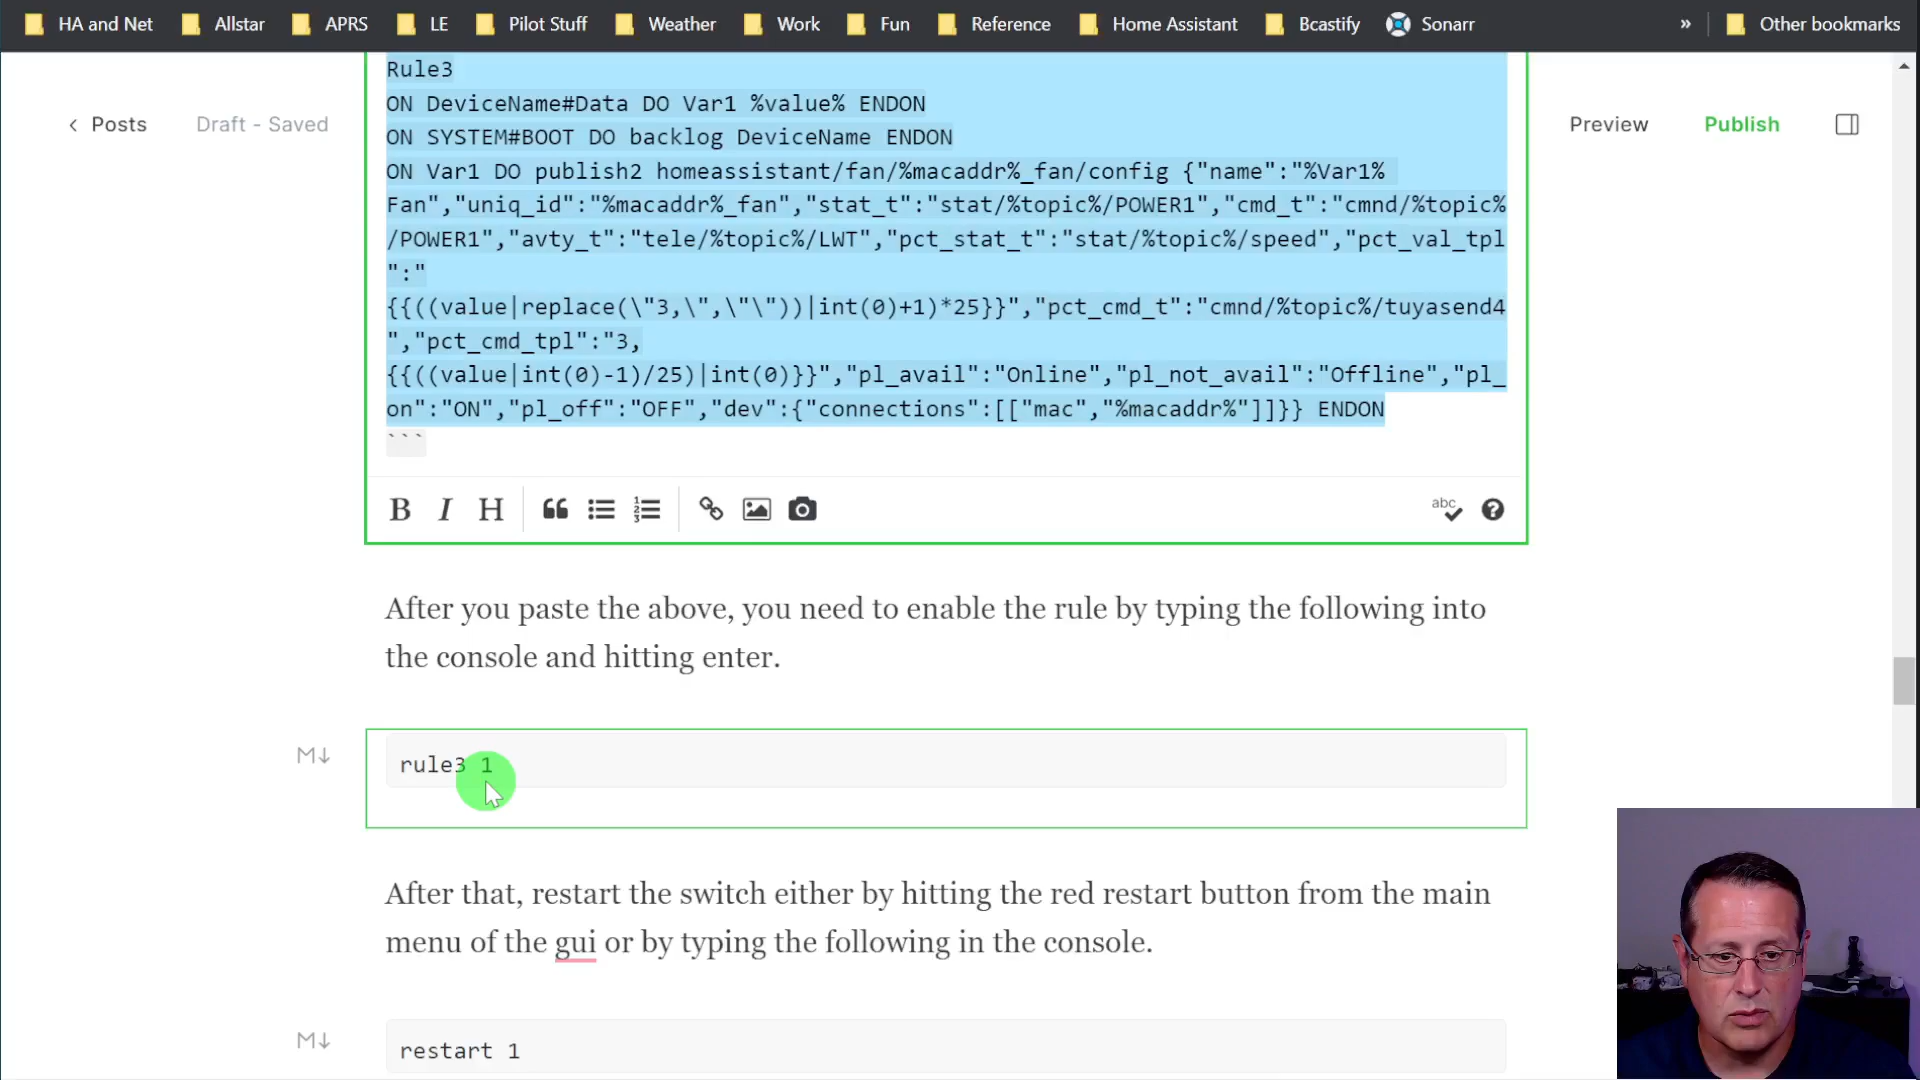 HA and Net Allstar APRS LE Pilot Stuff Weather Work Fun Reference Home Assistant Bcastify Sonarr » Other bookmarks
Posts Draft - Saved Preview Publish
Rule3
ON DeviceName#Data DO Var1 %value% ENDON
ON SYSTEM#BOOT DO backlog DeviceName ENDON
ON Var1 DO publish2 homeassistant/fan/%macaddr%_fan/config {"name":"%Var1%
Fan","uniq_id":"%macaddr%_fan","stat_t":"stat/%topic%/POWER1","cmd_t":"cmnd/%topic%
/POWER1","avty_t":"tele/%topic%/LWT","pct_stat_t":"stat/%topic%/speed","pct_val_tpl
":"
{{((value|replace(\"3,\",\"\"))|int(0)+1)*25}}","pct_cmd_t":"cmnd/%topic%/tuyasend4
","pct_cmd_tpl":"3,
{{((value|int(0)-1)/25)|int(0)}}","pl_avail":"Online","pl_not_avail":"Offline","pl_
on":"ON","pl_off":"OFF","dev":{"connections":[["mac","%macaddr%"]]}} ENDON
```
B I H abc
After you paste the above, you need to enable the rule by typing the following into
the console and hitting enter.
M↓ rule3 1
After that, restart the switch either by hitting the red restart button from the main
menu of the gui or by typing the following in the console.
M↓ restart 1